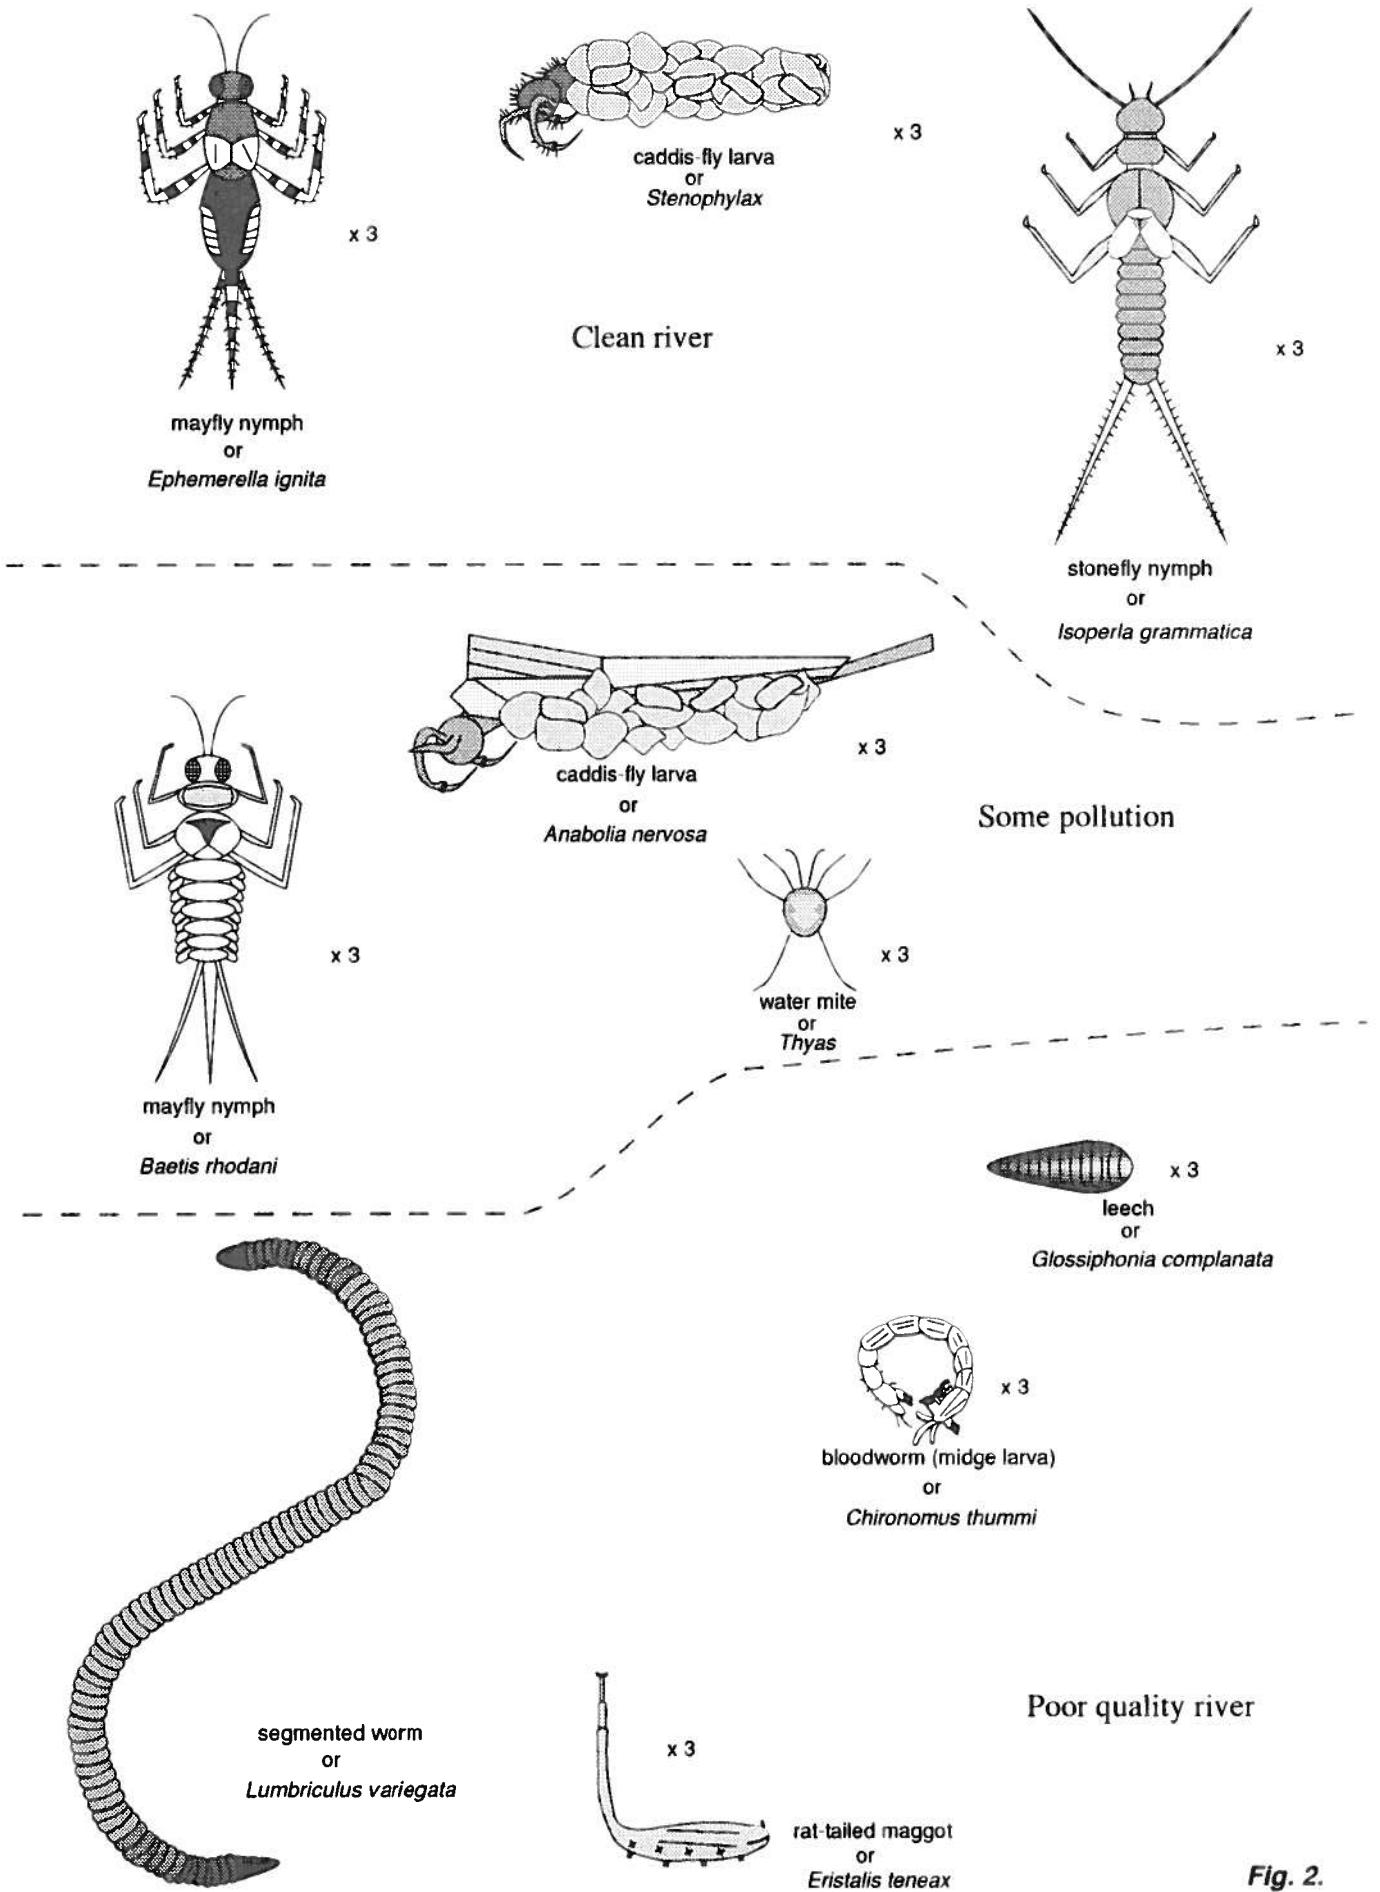 x 3
caddis-fly larva
or
Stenophylax
x 3
Clean river
x 3
mayfly nymph
or
Ephemerella ignita
stonefly nymph
or
Isoperla grammatica
x 3
caddis-fly larva
or
Anabolia nervosa
Some pollution
x 3
x 3
water mite
or
Thyas
mayfly nymph
or
Baetis rhodani
x 3
leech
or
Glossiphonia complanata
x 3
bloodworm (midge larva)
or
Chironomus thummi
Poor quality river
segmented worm
or
Lumbriculus variegata
x 3
rat-tailed maggot
or
Eristalis teneax
Fig. 2.